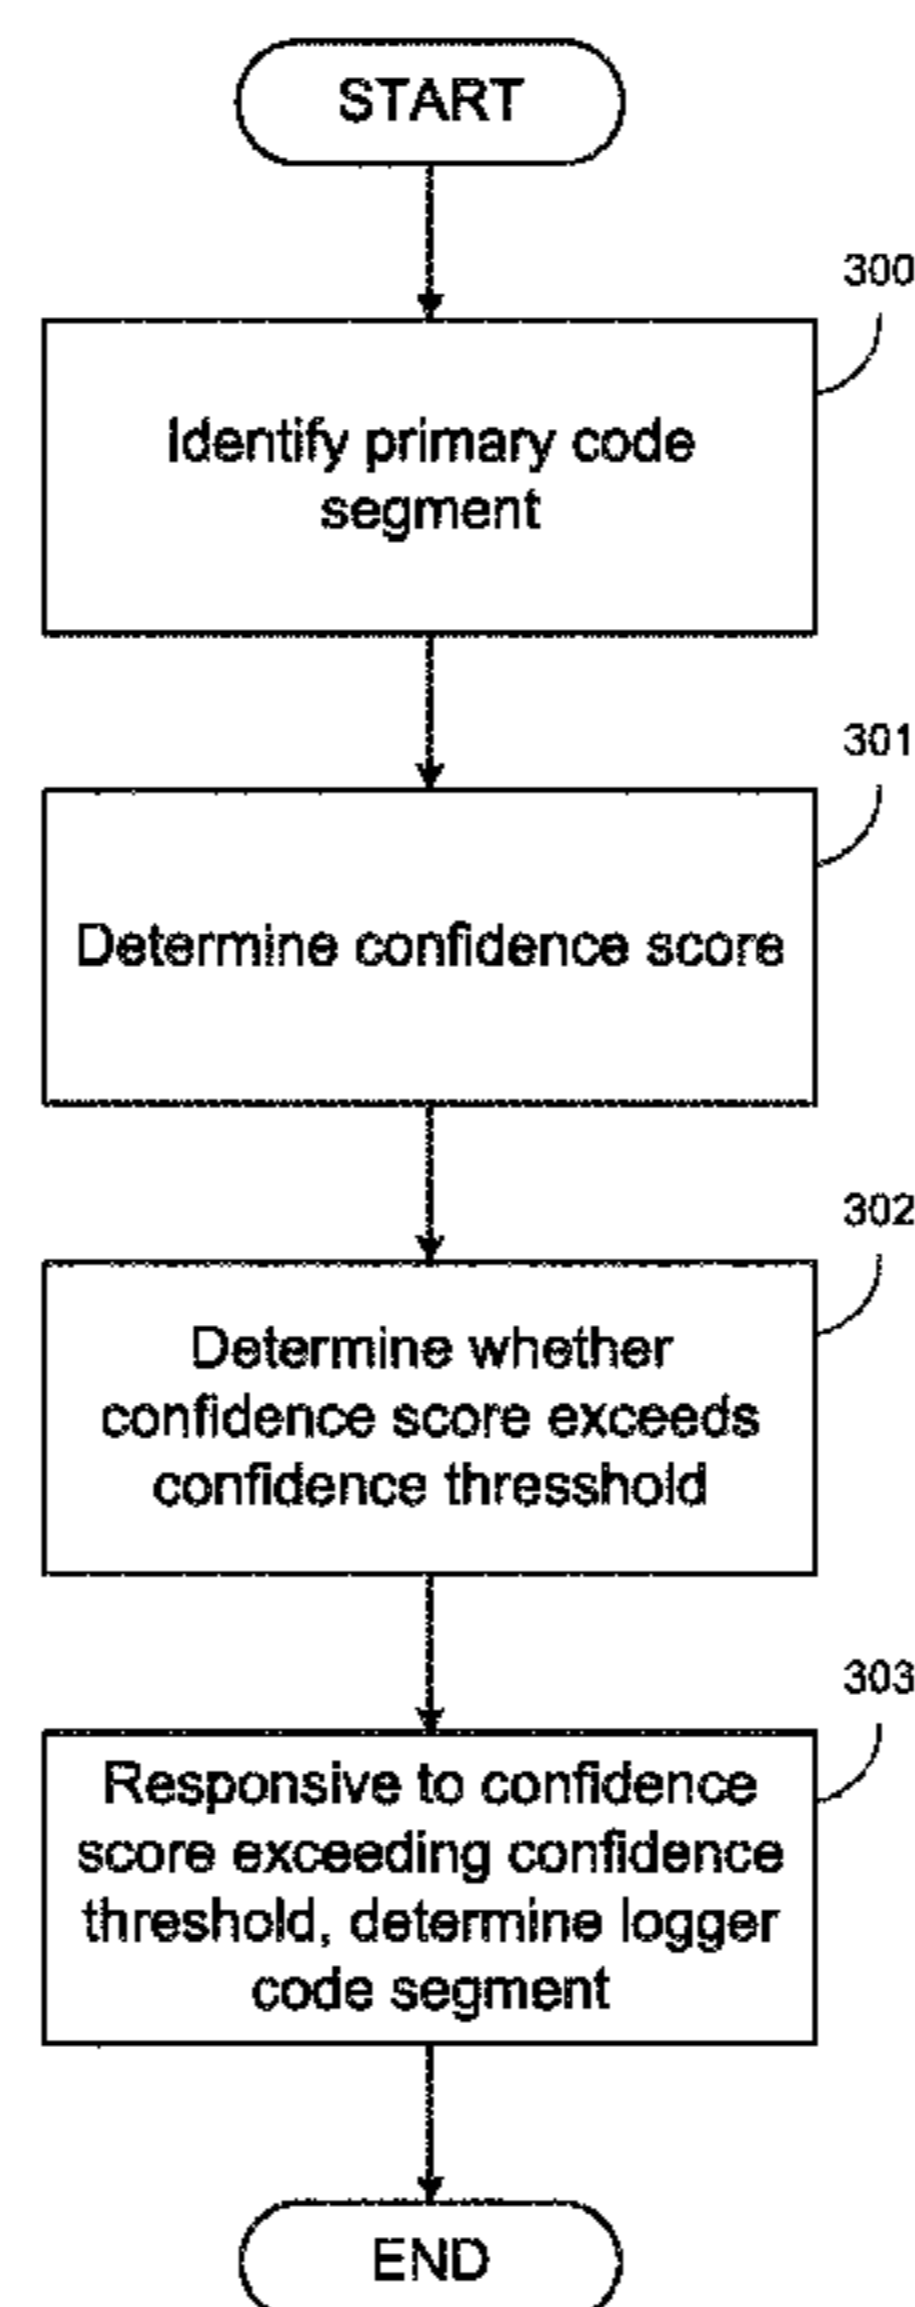 START
300
Identify primary code
segment
301
Determine confidence score
302
Determine whether
confidence score exceeds
confidence thresshold
303
Responsive to confidence
score exceeding confidence
threshold, determine logger
code segment
END